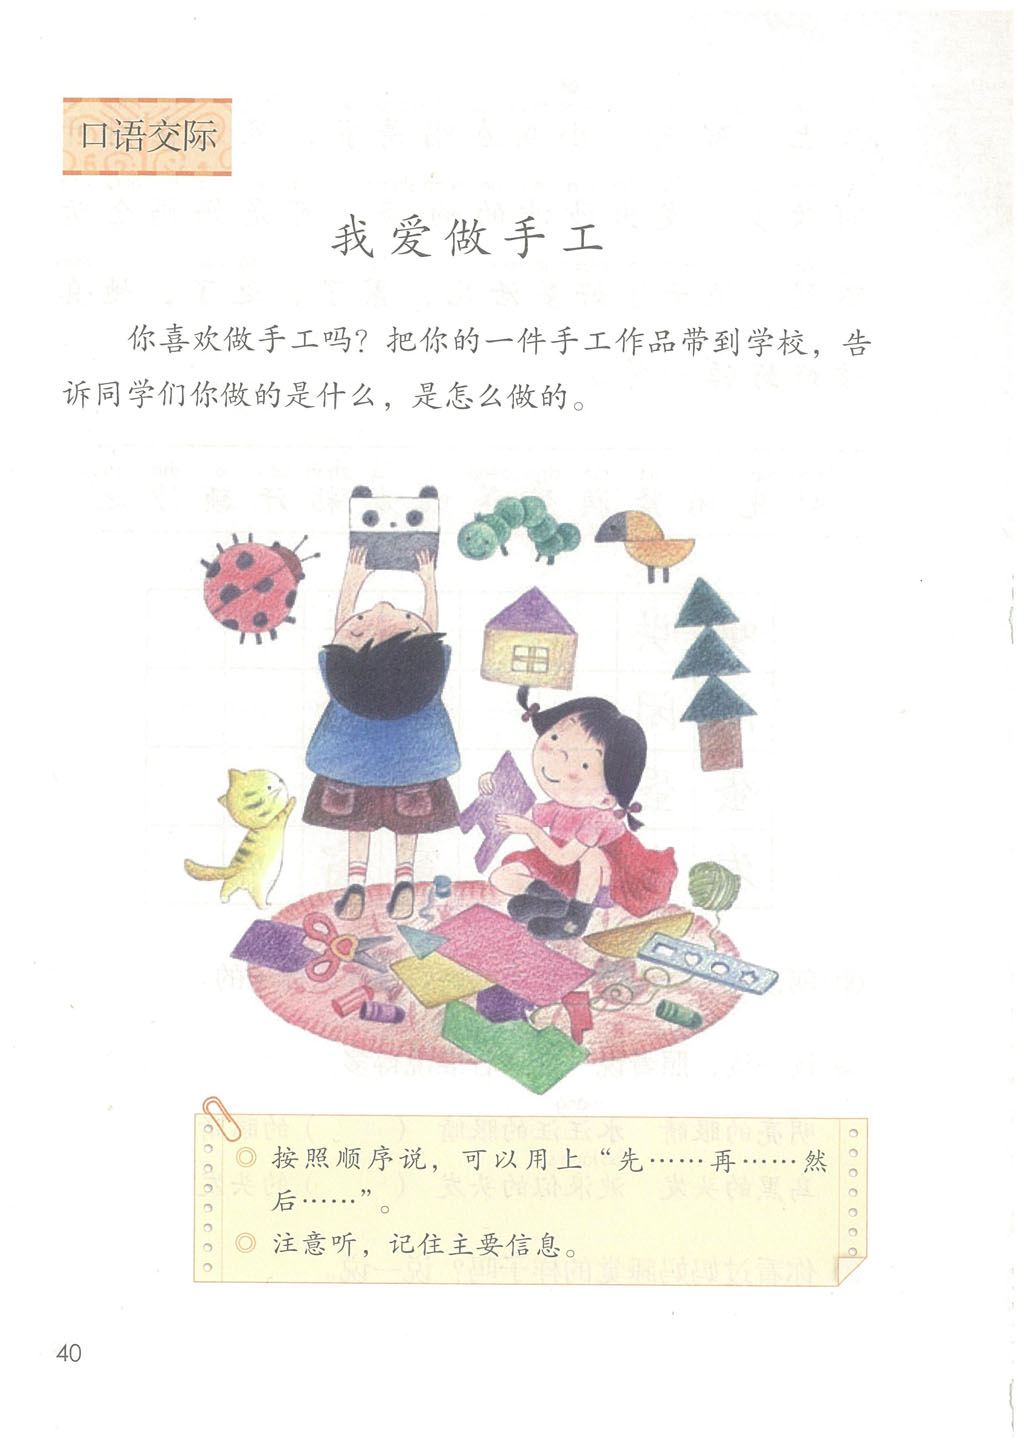 口语交际
我爱做手工
你喜欢做手工吗？把你的一件手工作品带到学校，告
诉同学们你做的是什么，是怎么做的。
按照顺序说，可以用上“先……再……然
后……”。
注意听，记住主要信息。
40